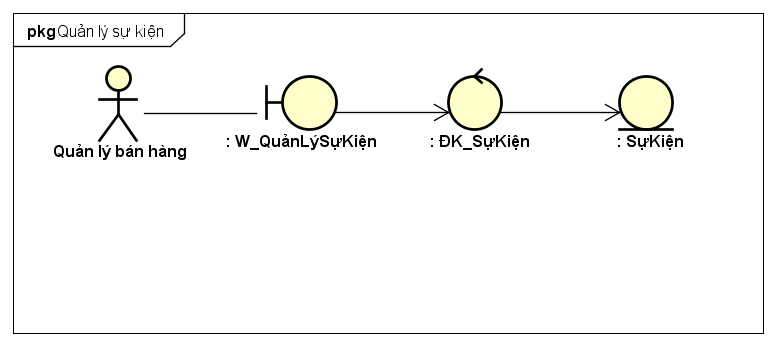 pkg Quản lý sự kiện
Quản lý bán hàng
: W_QuảnLýSựKiện
: ĐK_SựKiện
: SựKiện